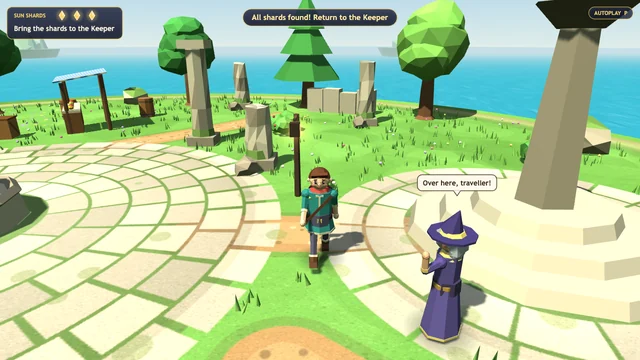 SUN SHARDS
Bring the shards to the Keeper
All shards found! Return to the Keeper
AUTOPLAY P
Over here, traveller!